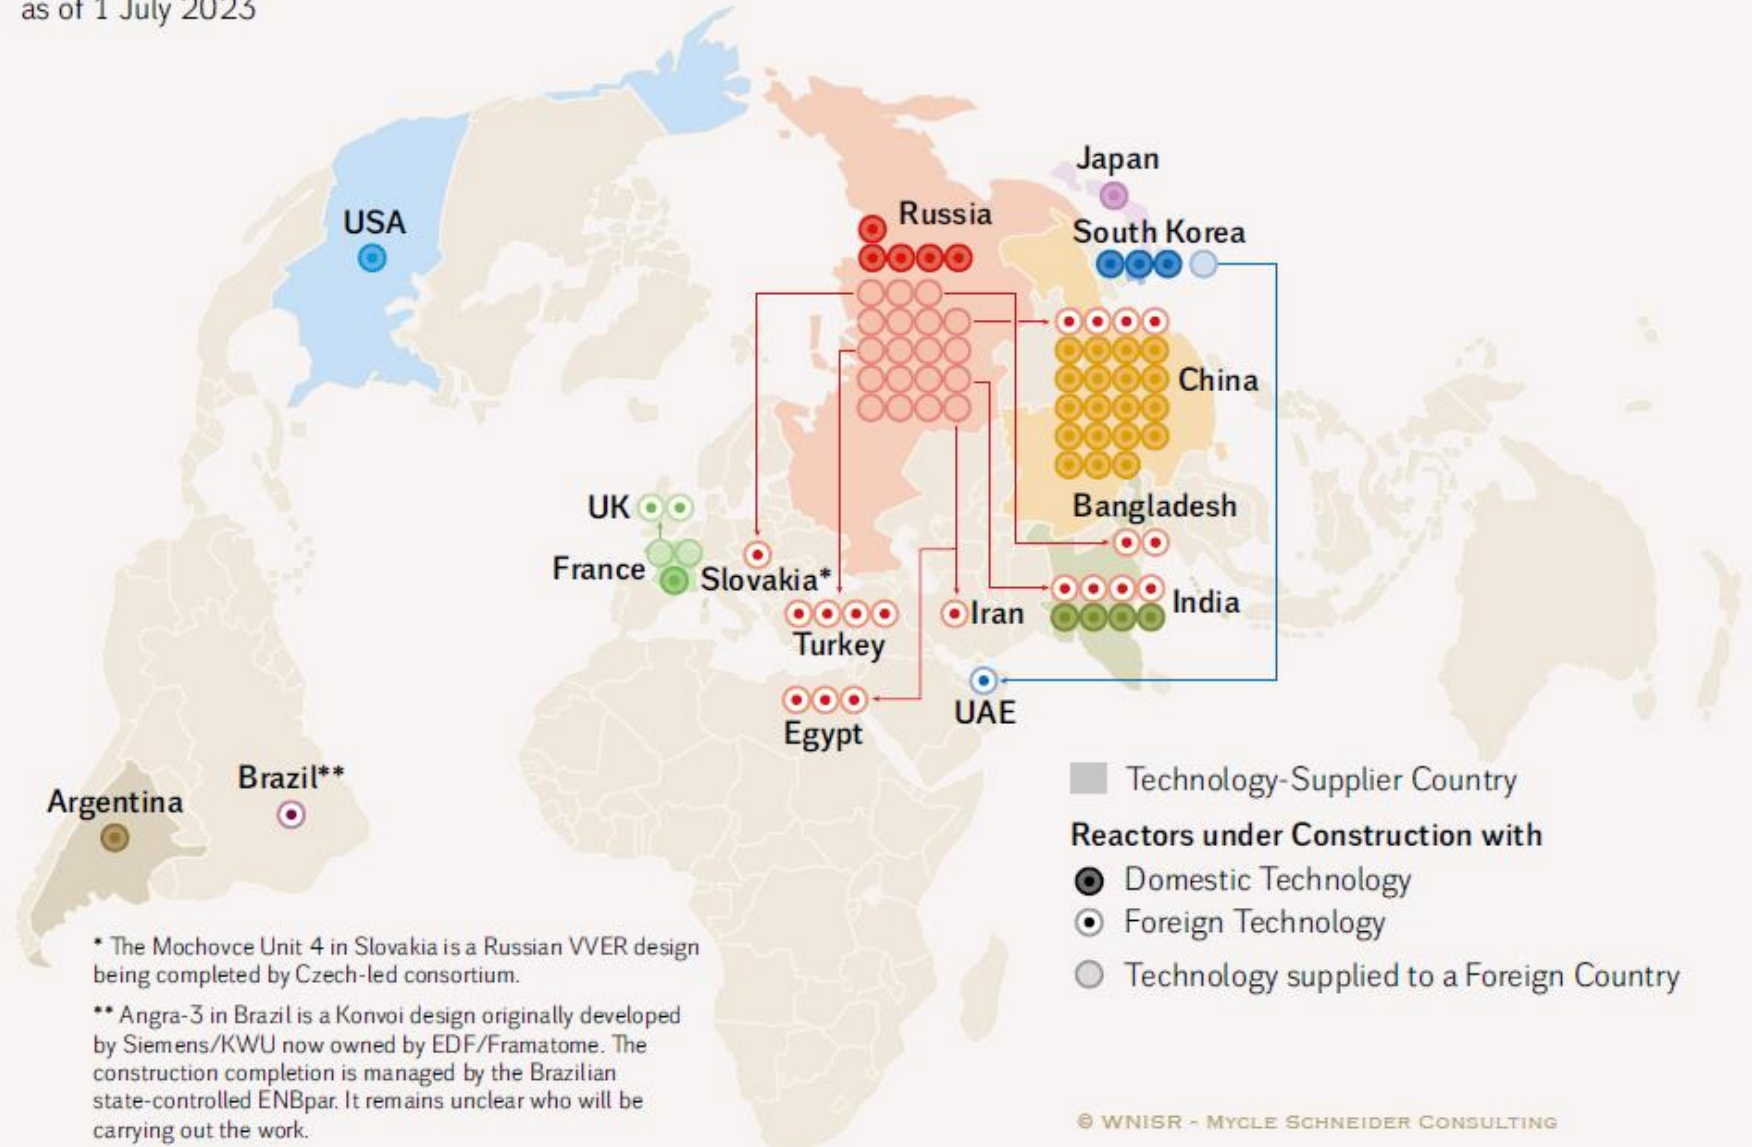 as of 1 July 2023
Japan
Russia
USA
South Korea
China
UK
Bangladesh
France
Slovakia*
India
Iran
Turkey
UAE
Egypt
Brazil**
Argentina
Technology-Supplier Country
Reactors under Construction with
Domestic Technology
Foreign Technology
Technology supplied to a Foreign Country
* The Mochovce Unit 4 in Slovakia is a Russian VVER design
being completed by Czech-led consortium.
** Angra-3 in Brazil is a Konvoi design originally developed
by Siemens/KWU now owned by EDF/Framatome. The
construction completion is managed by the Brazilian
state-controlled ENBpar. It remains unclear who will be
carrying out the work.
© WNISR - MYCLE SCHNEIDER CONSULTING